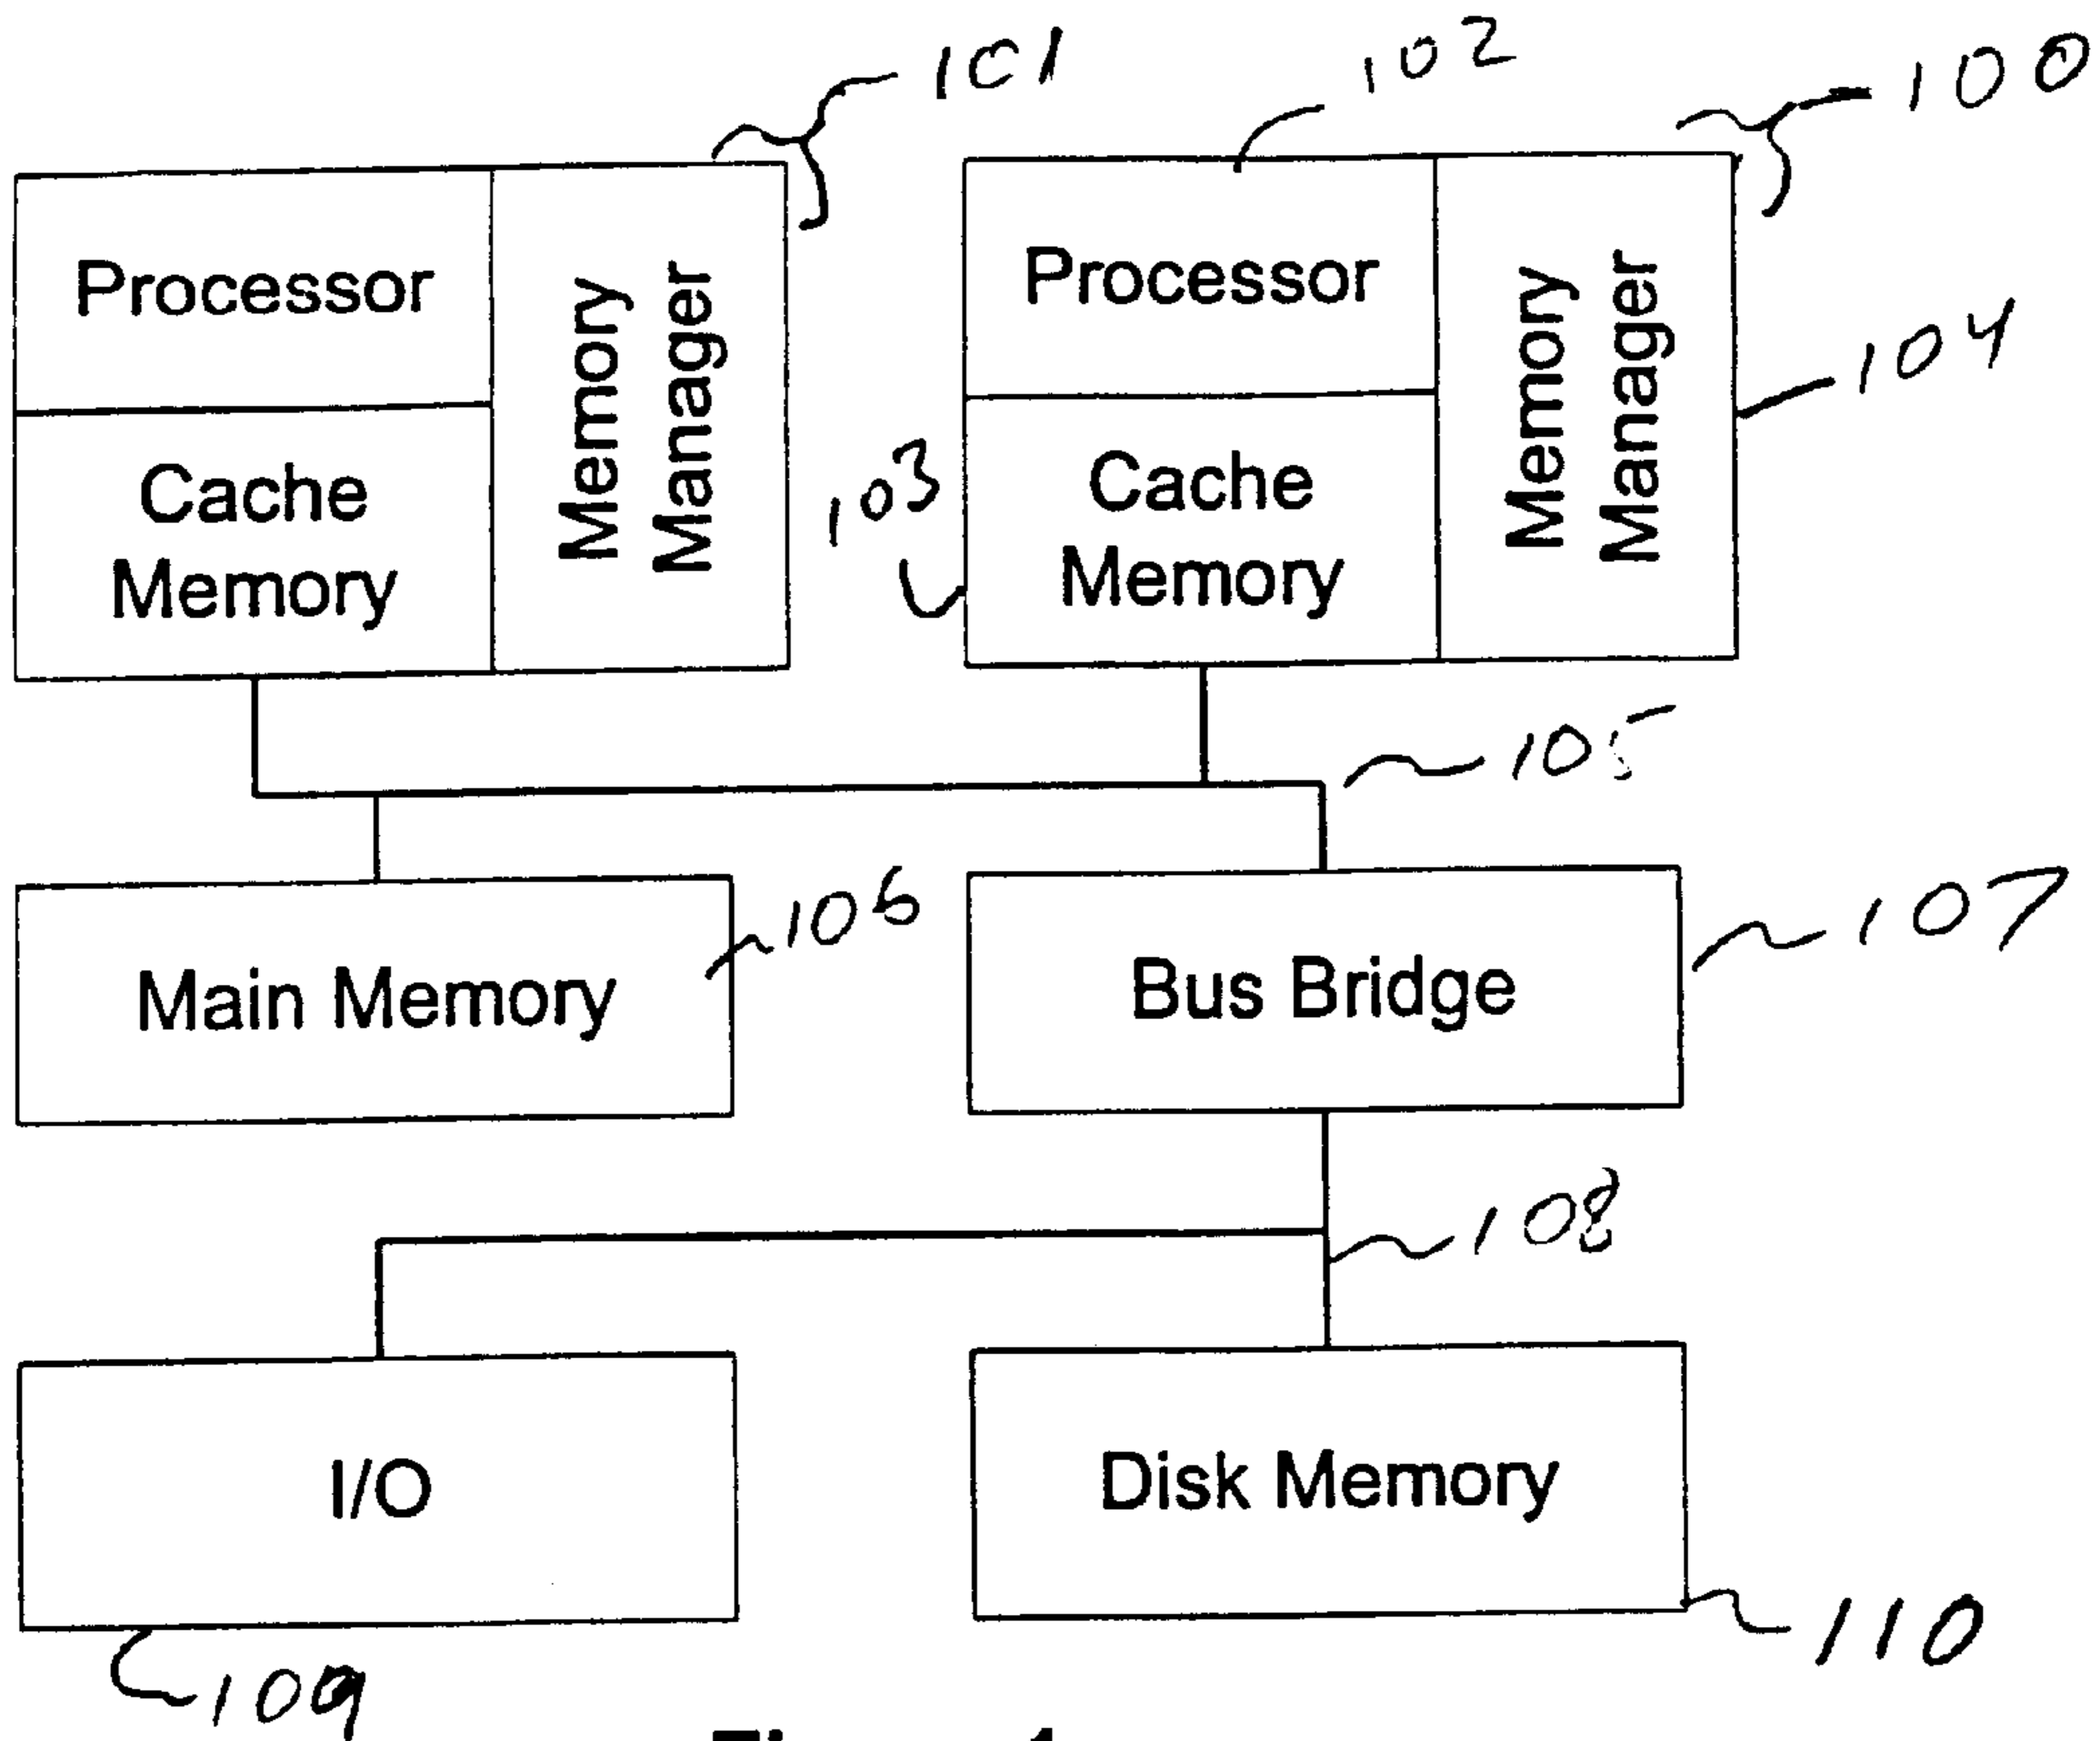 101
102
100
Processor
Memory
Manager
Cache
Memory
Processor
Memory
Manager
104
103
Cache
Memory
105
Main Memory
106
Bus Bridge
107
108
I/O
Disk Memory
109
110